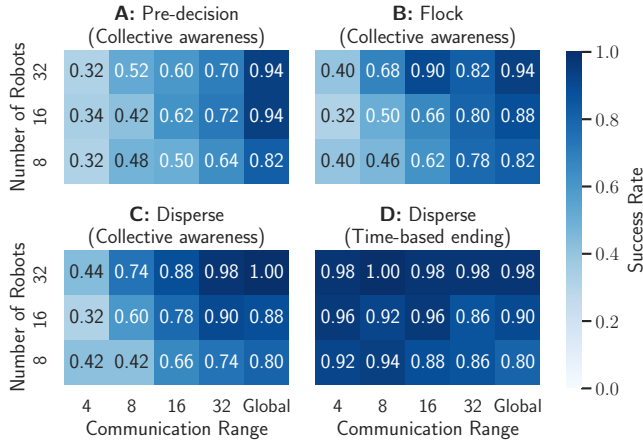 A: Pre-decision
(Collective awareness)
B: Flock
(Collective awareness)
Number of Robots
32
0.32 0.52 0.60 0.70 0.94
16
0.34 0.42 0.62 0.72 0.94
8
0.32 0.48 0.50 0.64 0.82
0.40 0.68 0.90 0.82 0.94
0.32 0.50 0.66 0.80 0.88
0.40 0.46 0.62 0.78 0.82
C: Disperse
(Collective awareness)
D: Disperse
(Time-based ending)
Number of Robots
32
0.44 0.74 0.88 0.98 1.00
16
0.32 0.60 0.78 0.90 0.88
8
0.42 0.42 0.66 0.74 0.80
0.98 1.00 0.98 0.98 0.98
0.96 0.92 0.96 0.86 0.90
0.92 0.94 0.88 0.86 0.80
4 8 16 32 Global
Communication Range
4 8 16 32 Global
Communication Range
1.0
0.8
0.6
0.4
0.2
0.0
Success Rate